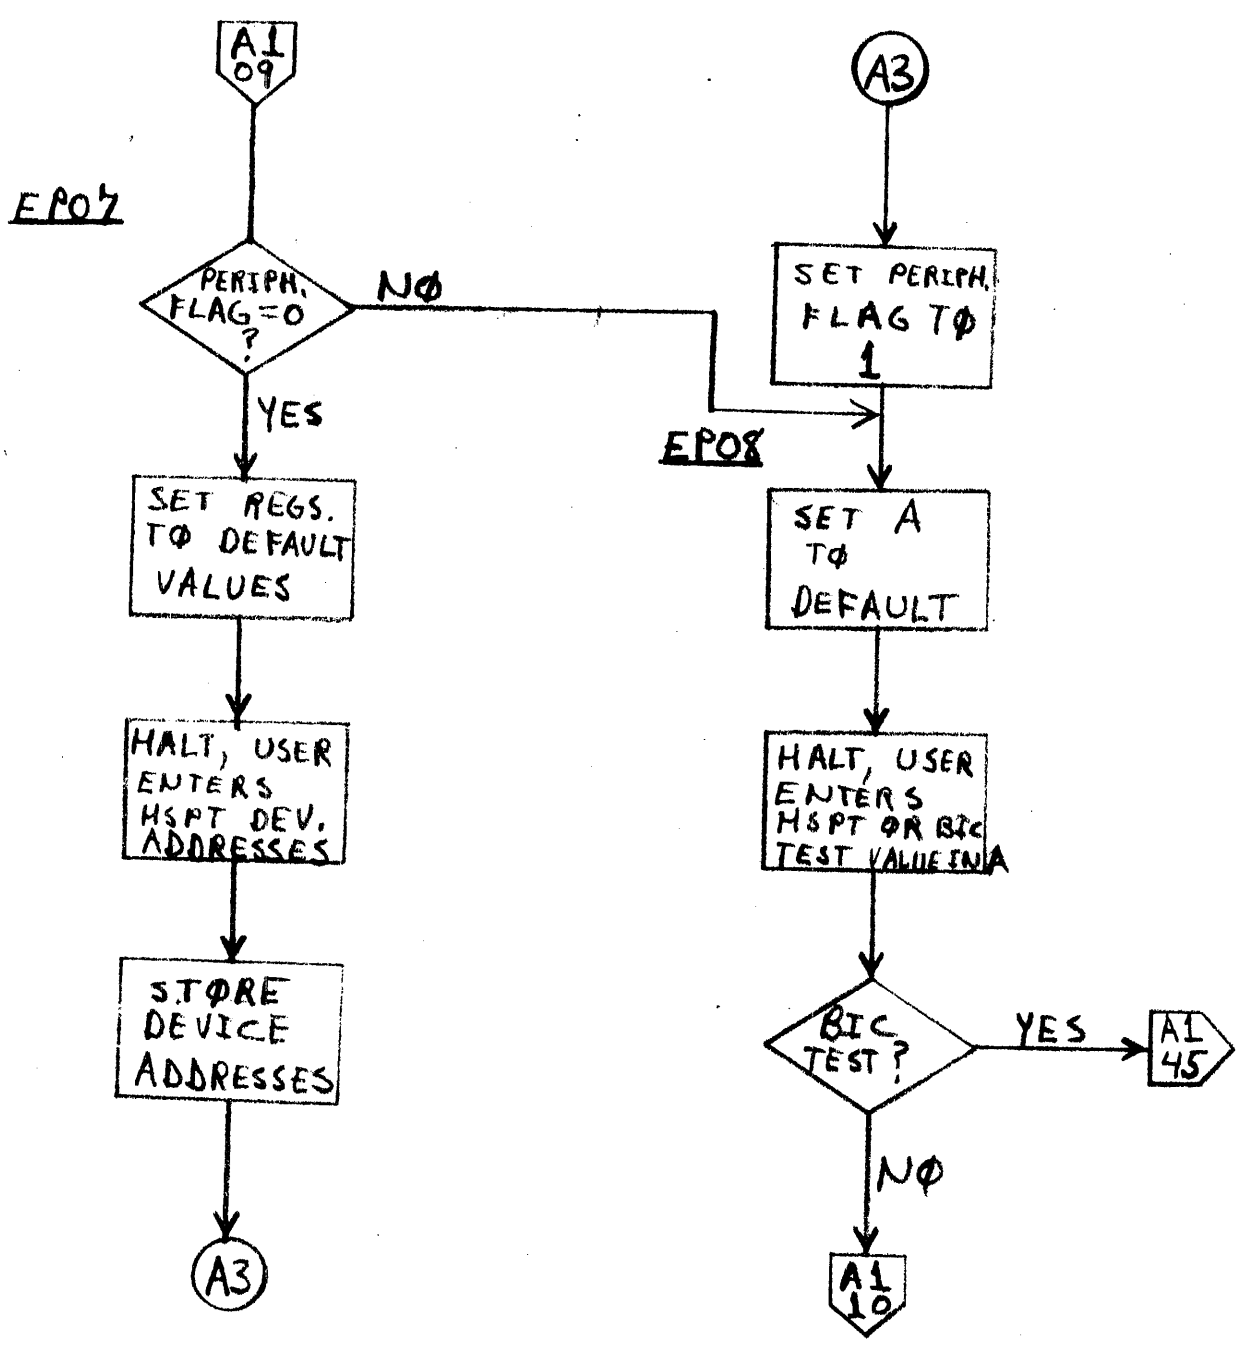 A1
09
EP07
PERIPH.
FLAG=0
?
NØ
YES
SET REGS.
TØ DEFAULT
VALUES
HALT, USER
ENTERS
HSPT DEV.
ADDRESSES
STØRE
DEVICE
ADDRESSES
A3
A3
SET PERIPH.
FLAG TØ
1
EP08
SET A
TØ
DEFAULT
HALT, USER
ENTERS
HSPT ØR BIC
TEST VALUE IN A
BIC
TEST?
YES
A1
45
NØ
A1
10